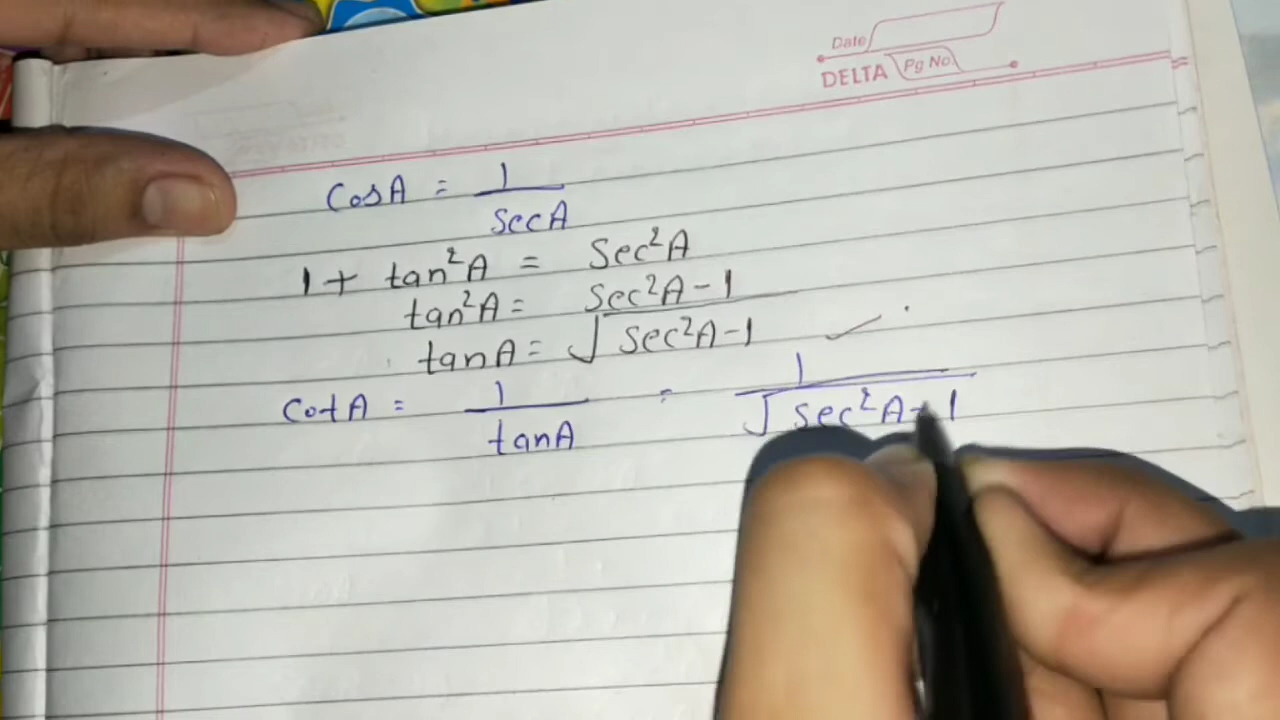 Date
DELTA Pg No.
CosA = 1/secA
1 + tan²A = Sec²A
tan²A = Sec²A - 1
tanA = √sec²A - 1 ✓
CotA = 1/tanA = 1/√sec²A - 1